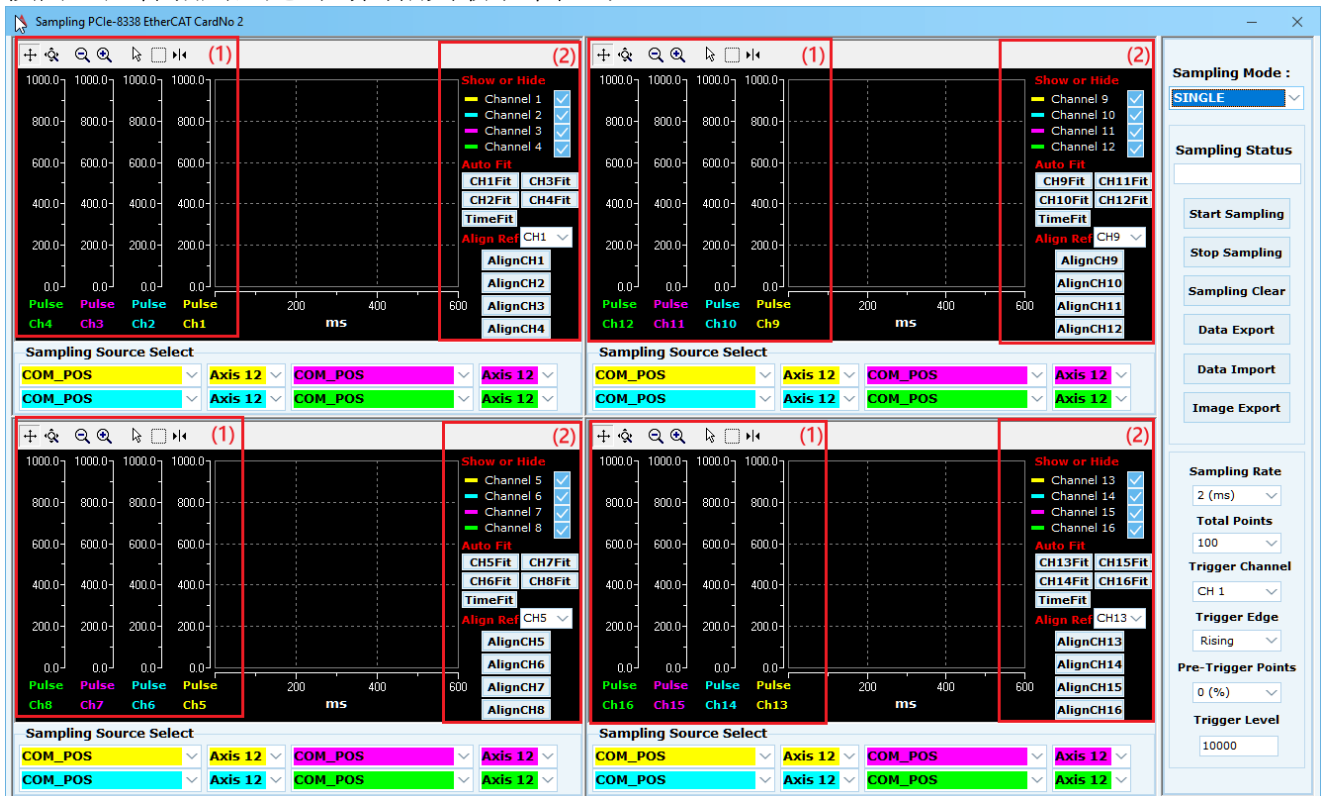 Sampling PCIe-8338 EtherCAT CardNo 2
(1)
(2)
1000.0 1000.0 1000.0 1000.0
800.0 800.0 800.0 800.0
600.0 600.0 600.0 600.0
400.0 400.0 400.0 400.0
200.0 200.0 200.0 200.0
0.0 0.0 0.0 0.0
Pulse Pulse Pulse Pulse
Ch4 Ch3 Ch2 Ch1
200 400 600
ms
Show or Hide
Channel 1
Channel 2
Channel 3
Channel 4
Auto Fit
CH1Fit CH3Fit
CH2Fit CH4Fit
TimeFit
Align Ref CH1
AlignCH1
AlignCH2
AlignCH3
AlignCH4
Sampling Source Select
COM_POS Axis 12 COM_POS Axis 12
COM_POS Axis 12 COM_POS Axis 12
(1)
(2)
1000.0 1000.0 1000.0 1000.0
800.0 800.0 800.0 800.0
600.0 600.0 600.0 600.0
400.0 400.0 400.0 400.0
200.0 200.0 200.0 200.0
0.0 0.0 0.0 0.0
Pulse Pulse Pulse Pulse
Ch12 Ch11 Ch10 Ch9
200 400 600
ms
Show or Hide
Channel 9
Channel 10
Channel 11
Channel 12
Auto Fit
CH9Fit CH11Fit
CH10Fit CH12Fit
TimeFit
Align Ref CH9
AlignCH9
AlignCH10
AlignCH11
AlignCH12
Sampling Source Select
COM_POS Axis 12 COM_POS Axis 12
COM_POS Axis 12 COM_POS Axis 12
(1)
(2)
1000.0 1000.0 1000.0 1000.0
800.0 800.0 800.0 800.0
600.0 600.0 600.0 600.0
400.0 400.0 400.0 400.0
200.0 200.0 200.0 200.0
0.0 0.0 0.0 0.0
Pulse Pulse Pulse Pulse
Ch8 Ch7 Ch6 Ch5
200 400 600
ms
Show or Hide
Channel 5
Channel 6
Channel 7
Channel 8
Auto Fit
CH5Fit CH7Fit
CH6Fit CH8Fit
TimeFit
Align Ref CH5
AlignCH5
AlignCH6
AlignCH7
AlignCH8
Sampling Source Select
COM_POS Axis 12 COM_POS Axis 12
COM_POS Axis 12 COM_POS Axis 12
(1)
(2)
1000.0 1000.0 1000.0 1000.0
800.0 800.0 800.0 800.0
600.0 600.0 600.0 600.0
400.0 400.0 400.0 400.0
200.0 200.0 200.0 200.0
0.0 0.0 0.0 0.0
Pulse Pulse Pulse Pulse
Ch16 Ch15 Ch14 Ch13
200 400 600
ms
Show or Hide
Channel 13
Channel 14
Channel 15
Channel 16
Auto Fit
CH13Fit CH15Fit
CH14Fit CH16Fit
TimeFit
Align Ref CH13
AlignCH13
AlignCH14
AlignCH15
AlignCH16
Sampling Source Select
COM_POS Axis 12 COM_POS Axis 12
COM_POS Axis 12 COM_POS Axis 12
Sampling Mode :
SINGLE
Sampling Status
Start Sampling
Stop Sampling
Sampling Clear
Data Export
Data Import
Image Export
Sampling Rate
2 (ms)
Total Points
100
Trigger Channel
CH 1
Trigger Edge
Rising
Pre-Trigger Points
0 (%)
Trigger Level
10000